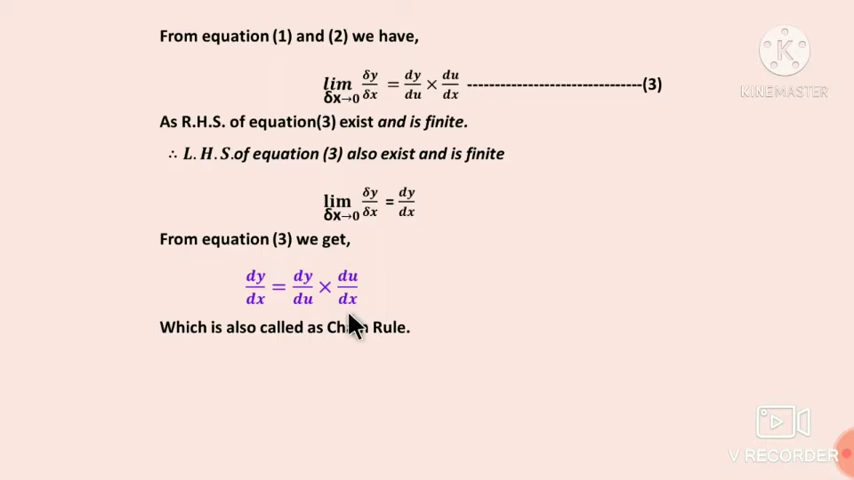 From equation (1) and (2) we have,
K
KINEMASTER
lim δx→0 δy/δx = dy/du × du/dx --------------------------------(3)
As R.H.S. of equation(3) exist and is finite.
∴ L.H.S.of equation (3) also exist and is finite
lim δx→0 δy/δx = dy/dx
From equation (3) we get,
dy/dx = dy/du × du/dx
Which is also called as Chain Rule.
V RECORDER